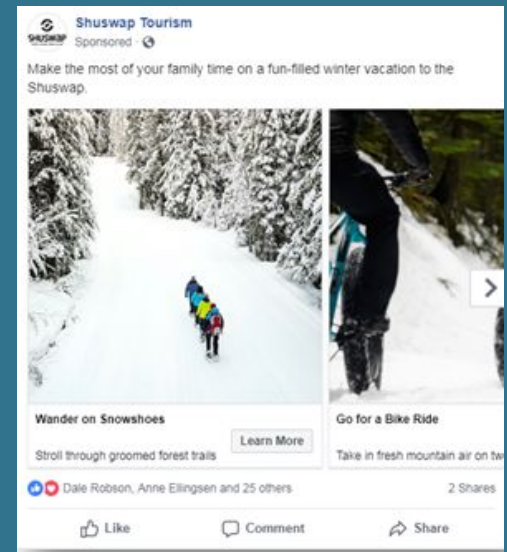 Shuswap Tourism
SHUSWAP
Sponsored ·
Make the most of your family time on a fun-filled winter vacation to the
Shuswap.
Wander on Snowshoes
Learn More
Stroll through groomed forest trails
Go for a Bike Ride
Take in fresh mountain air on tw
Dale Robson, Anne Ellingsen and 25 others
2 Shares
Like
Comment
Share